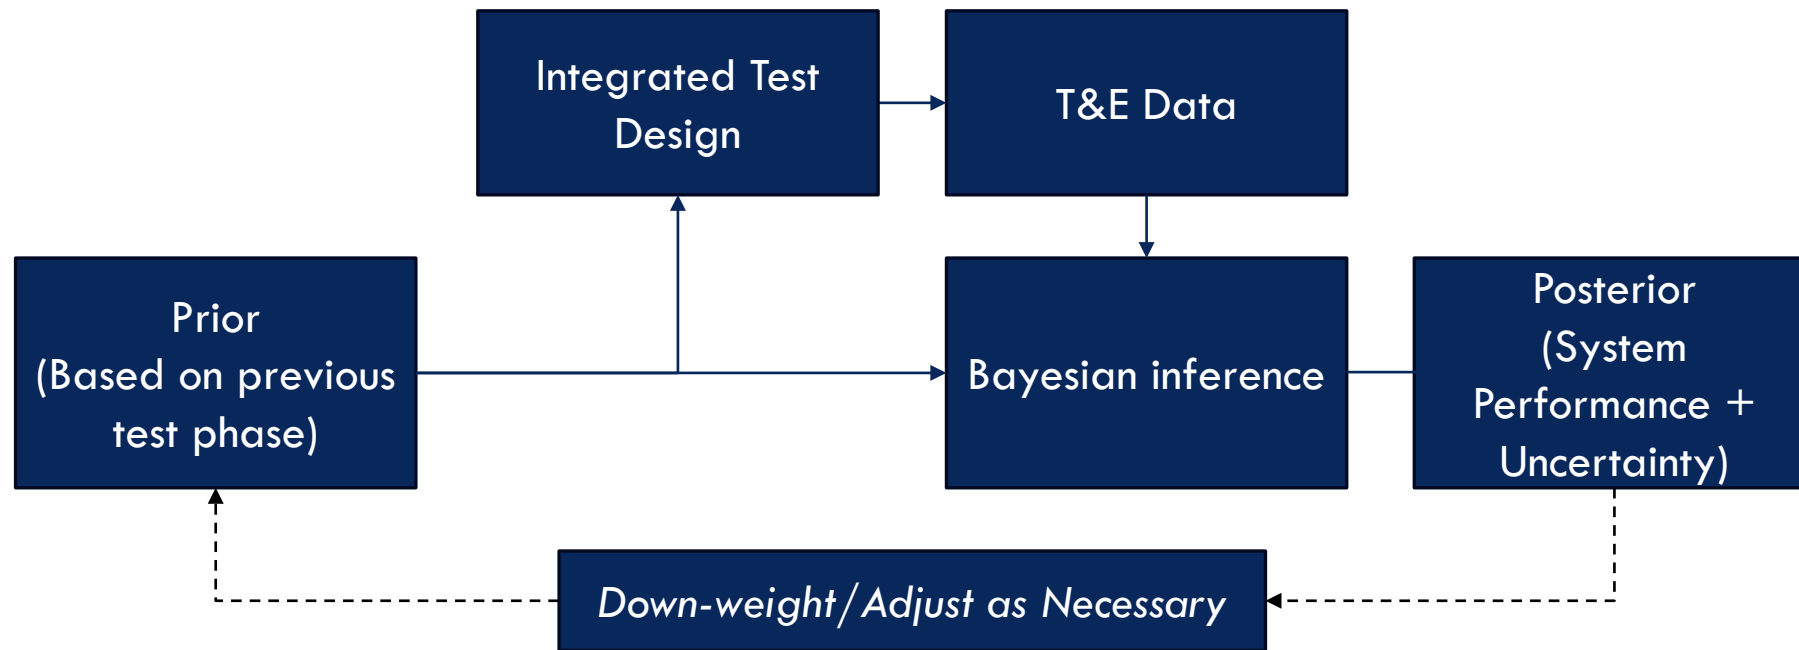 Integrated Test
Design
T&E Data
Prior
(Based on previous
test phase)
Bayesian inference
Posterior
(System
Performance +
Uncertainty)
Down-weight/Adjust as Necessary